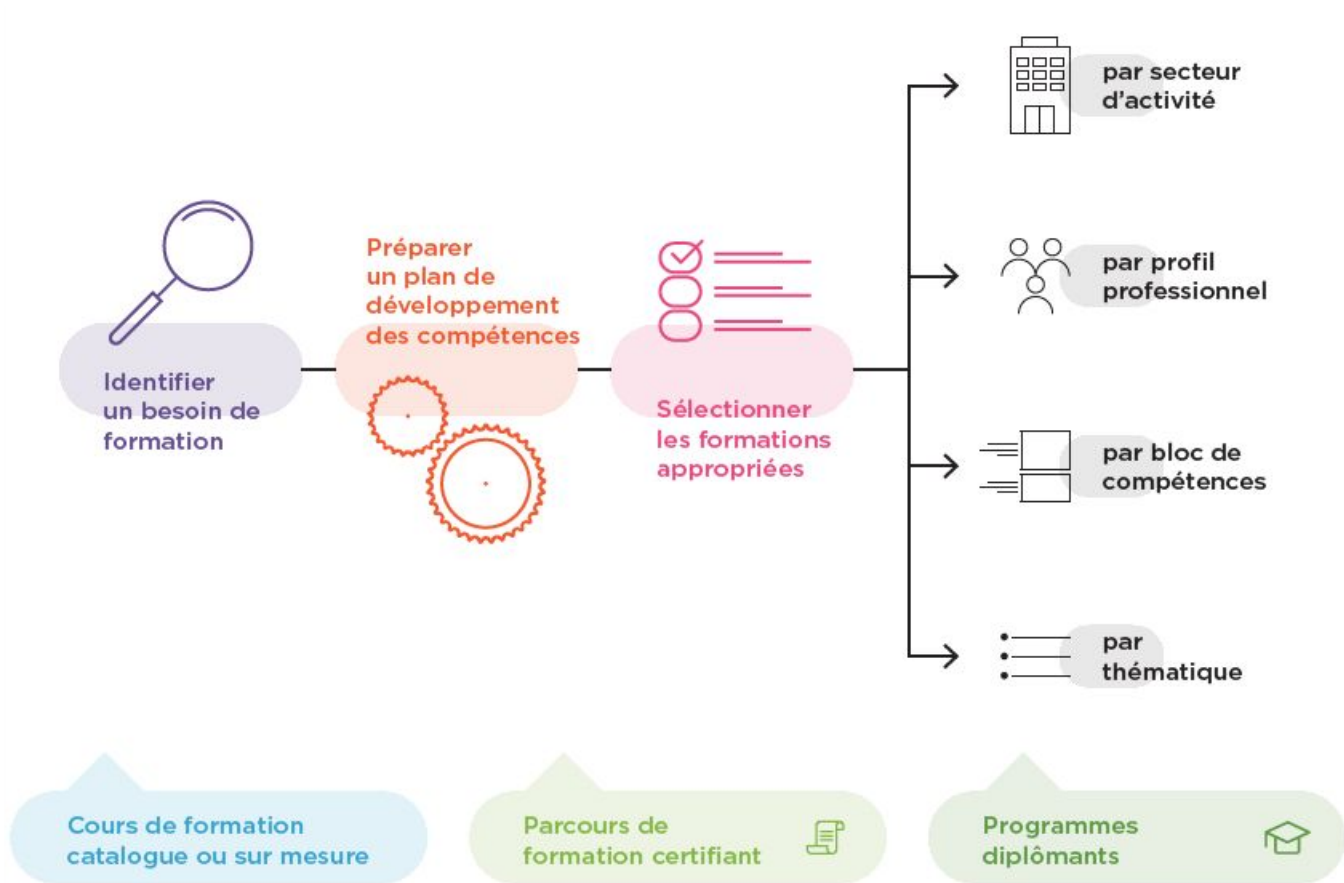 Identifier
un besoin de
formation
Préparer
un plan de
développement
des compétences
Sélectionner
les formations
appropriées
par secteur
d'activité
par profil
professionnel
par bloc de
compétences
par
thématique
Cours de formation
catalogue ou sur mesure
Parcours de
formation certifiant
Programmes
diplômants